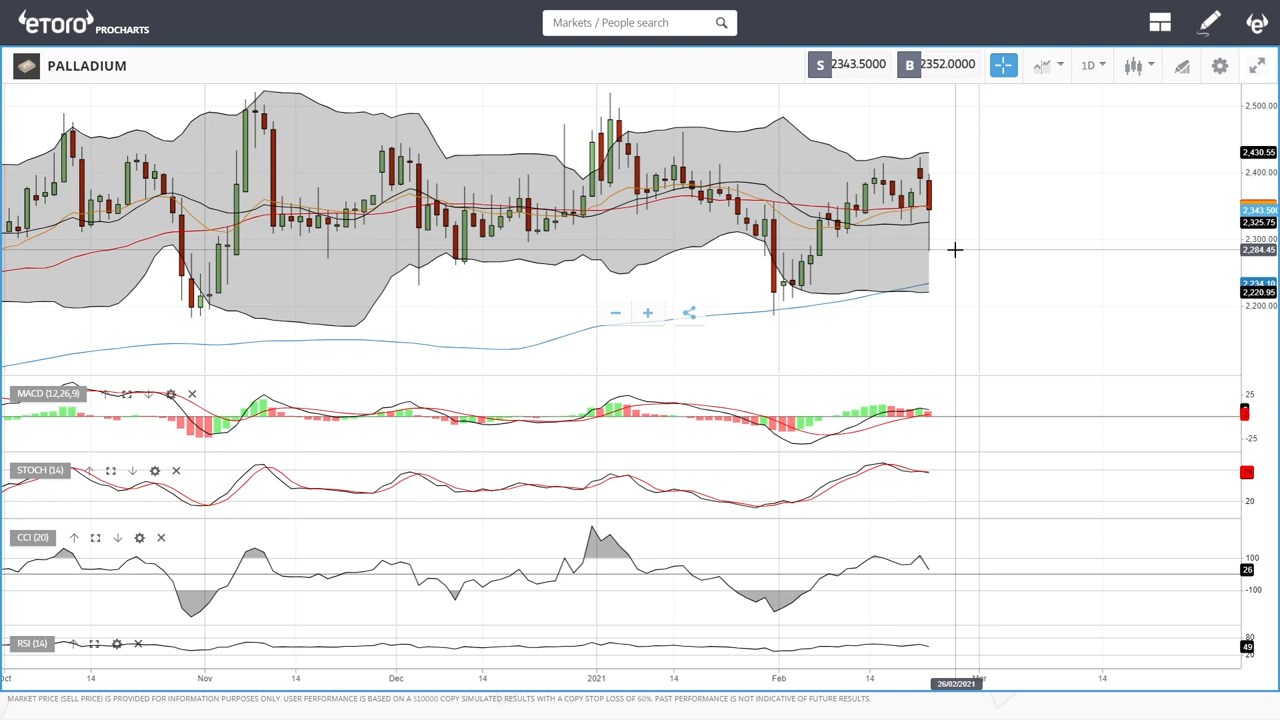 eToro PROCHARTS
Markets / People search
PALLADIUM
S 2343.5000
B 2352.0000
1D
2,500.00
2,430.55
2,400.00
2,343.500
2,325.75
2,300.00
2,284.45
2,234.10
2,220.95
2,200.00
MACD (12,26,9)
25
-25
STOCH (14)
20
CCI (20)
100
26
-100
RSI (14)
80
49
20
Oct 14 Nov 14 Dec 14 2021 14 Feb 14 26/02/2021 Mar 14
MARKET PRICE (SELL PRICE) IS PROVIDED FOR INFORMATION PURPOSES ONLY. USER PERFORMANCE IS BASED ON A $10000 COPY SIMULATED RESULTS WITH A COPY STOP LOSS OF 60%. PAST PERFORMANCE IS NOT INDICATIVE OF FUTURE RESULTS.